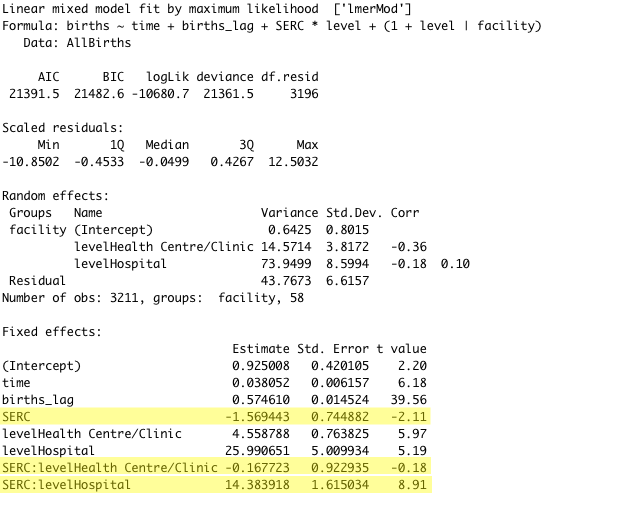 Linear mixed model fit by maximum likelihood ['lmerMod']
Formula: births ~ time + births_lag + SERC * level + (1 + level | facility)
Data: AllBirths
AIC BIC logLik deviance df.resid
21391.5 21482.6 -10680.7 21361.5 3196
Scaled residuals:
Min 1Q Median 3Q Max
-10.8502 -0.4533 -0.0499 0.4267 12.5032
Random effects:
Groups Name Variance Std.Dev. Corr
facility (Intercept) 0.6425 0.8015
levelHealth Centre/Clinic 14.5714 3.8172 -0.36
levelHospital 73.9499 8.5994 -0.18 0.10
Residual 43.7673 6.6157
Number of obs: 3211, groups: facility, 58
Fixed effects:
Estimate Std. Error t value
(Intercept) 0.925008 0.420105 2.20
time 0.038052 0.006157 6.18
births_lag 0.574610 0.014524 39.56
SERC -1.569443 0.744882 -2.11
levelHealth Centre/Clinic 4.558788 0.763825 5.97
levelHospital 25.990651 5.009934 5.19
SERC:levelHealth Centre/Clinic -0.167723 0.922935 -0.18
SERC:levelHospital 14.383918 1.615034 8.91